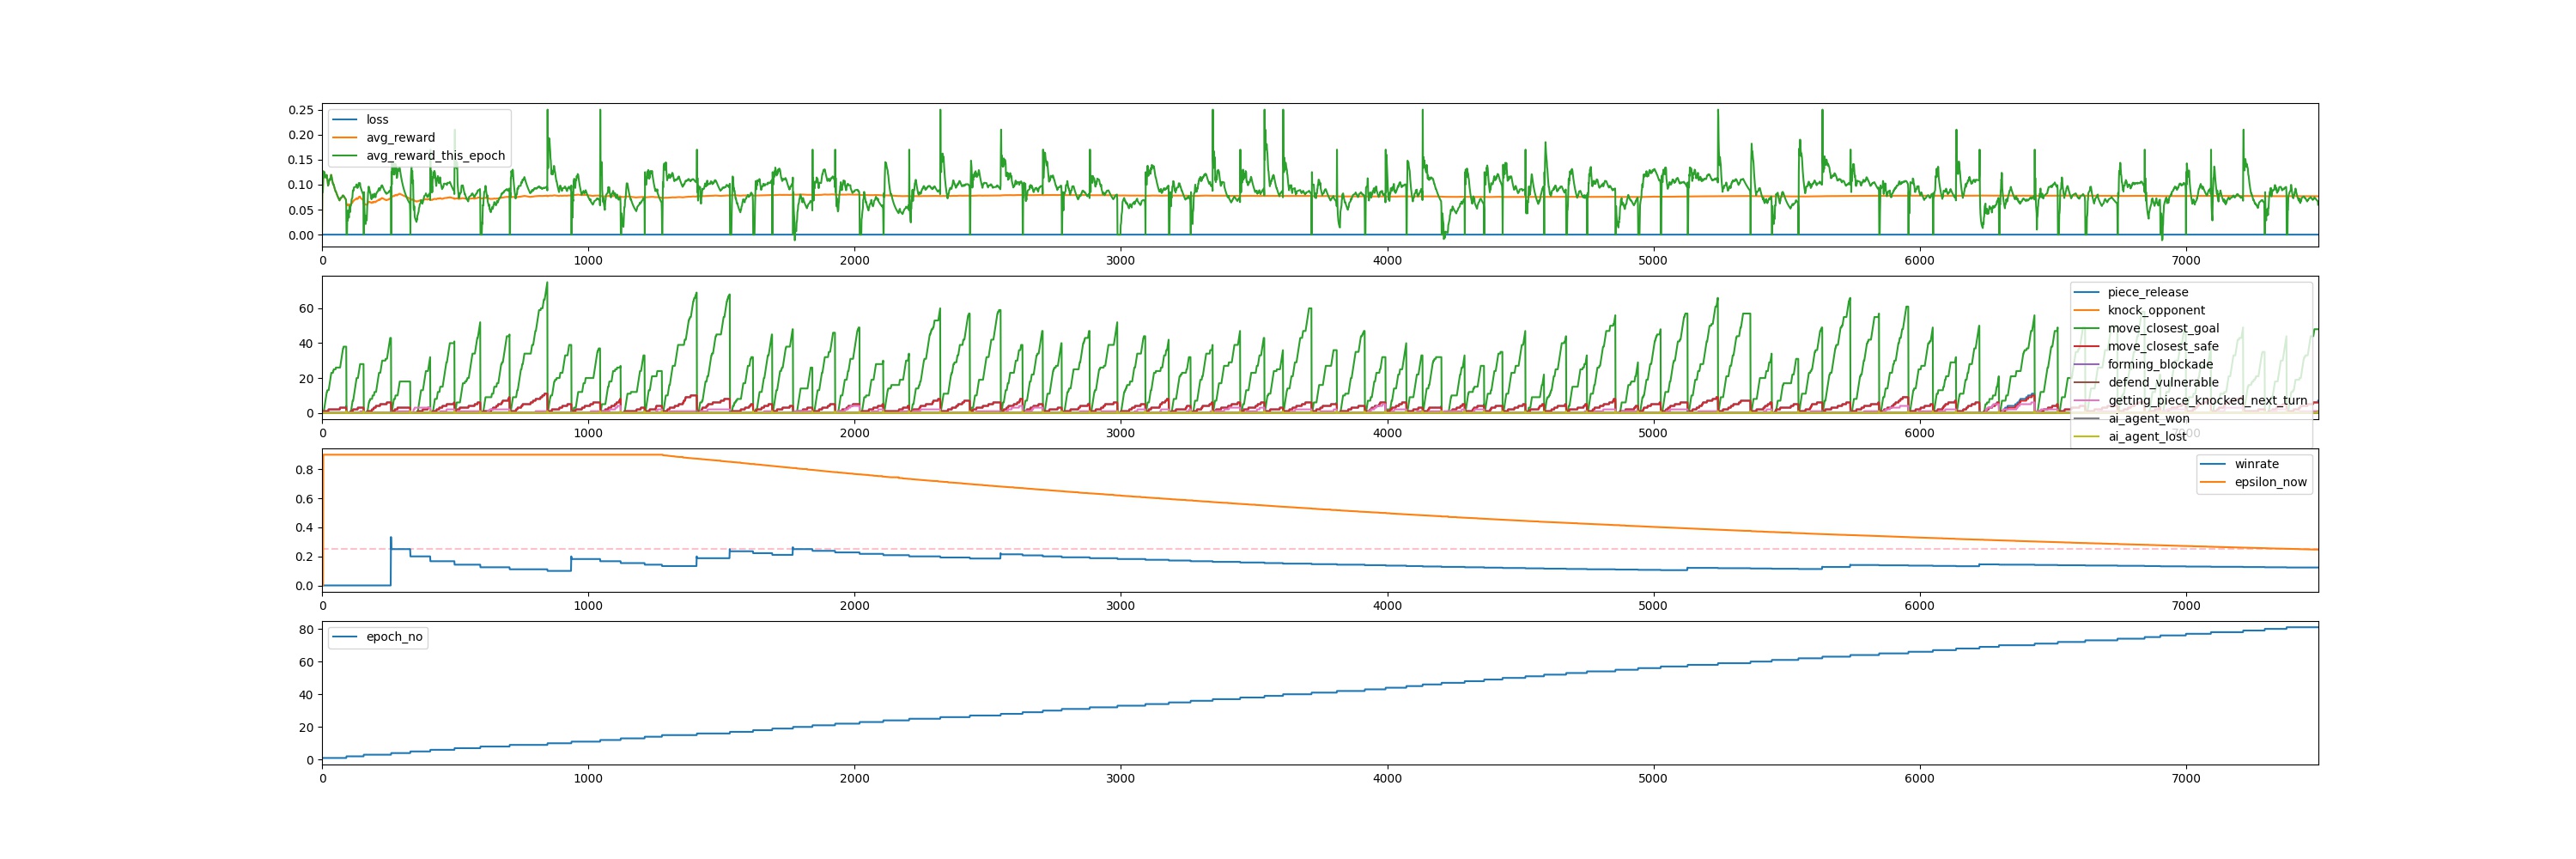 0.25
0.20
0.15
0.10
0.05
0.00
loss
avg_reward
avg_reward_this_epoch
0 1000 2000 3000 4000 5000 6000 7000
60
40
20
0
piece_release
knock_opponent
move_closest_goal
move_closest_safe
forming_blockade
defend_vulnerable
getting_piece_knocked_next_turn
ai_agent_won
ai_agent_lost
0 1000 2000 3000 4000 5000 6000 7000
0.8
0.6
0.4
0.2
0.0
winrate
epsilon_now
0 1000 2000 3000 4000 5000 6000 7000
80
60
40
20
0
epoch_no
0 1000 2000 3000 4000 5000 6000 7000